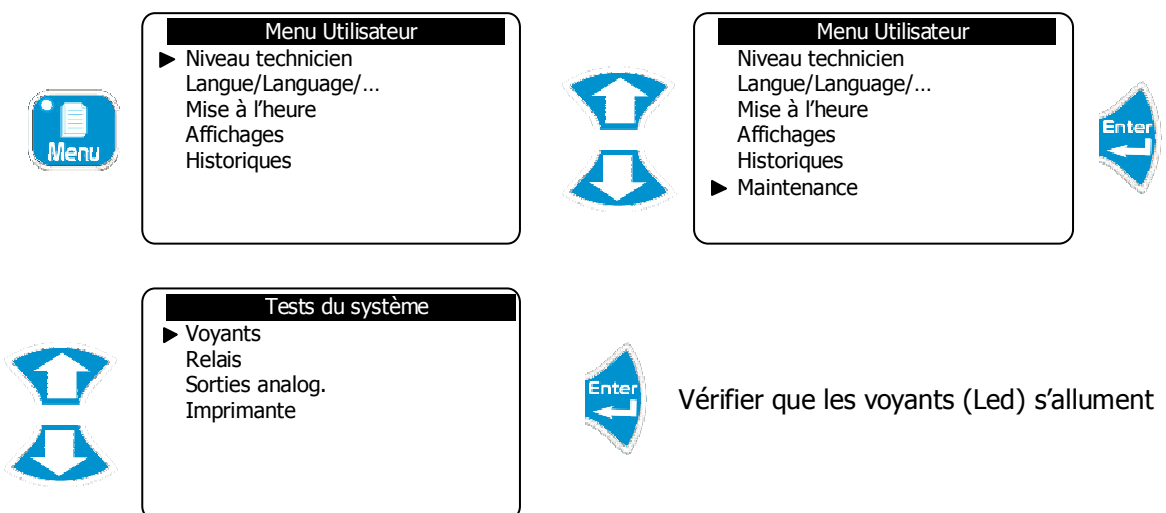 Menu
Menu Utilisateur
Niveau technicien
Langue/Language/…
Mise à l’heure
Affichages
Historiques
Menu Utilisateur
Niveau technicien
Langue/Language/…
Mise à l’heure
Affichages
Historiques
Maintenance
Enter
Tests du système
Voyants
Relais
Sorties analog.
Imprimante
Enter
Vérifier que les voyants (Led) s’allument